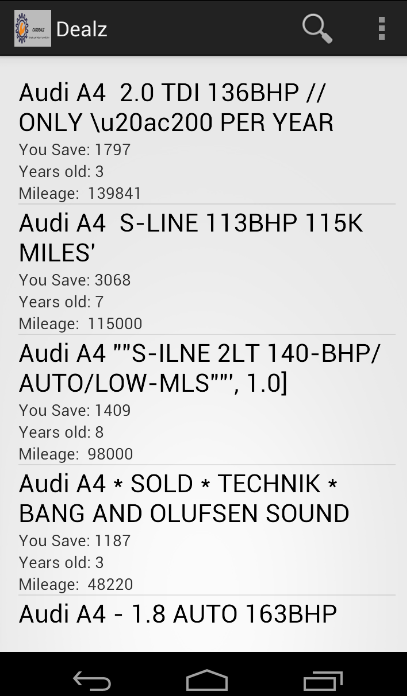 Dealz
Audi A4  2.0 TDI 136BHP //
ONLY \u20ac200 PER YEAR
You Save: 1797
Years old: 3
Mileage:  139841
Audi A4  S-LINE 113BHP 115K
MILES'
You Save: 3068
Years old: 7
Mileage:  115000
Audi A4 ""S-ILNE 2LT 140-BHP/
AUTO/LOW-MLS""', 1.0]
You Save: 1409
Years old: 8
Mileage:  98000
Audi A4 * SOLD * TECHNIK *
BANG AND OLUFSEN SOUND
You Save: 1187
Years old: 3
Mileage:  48220
Audi A4 - 1.8 AUTO 163BHP